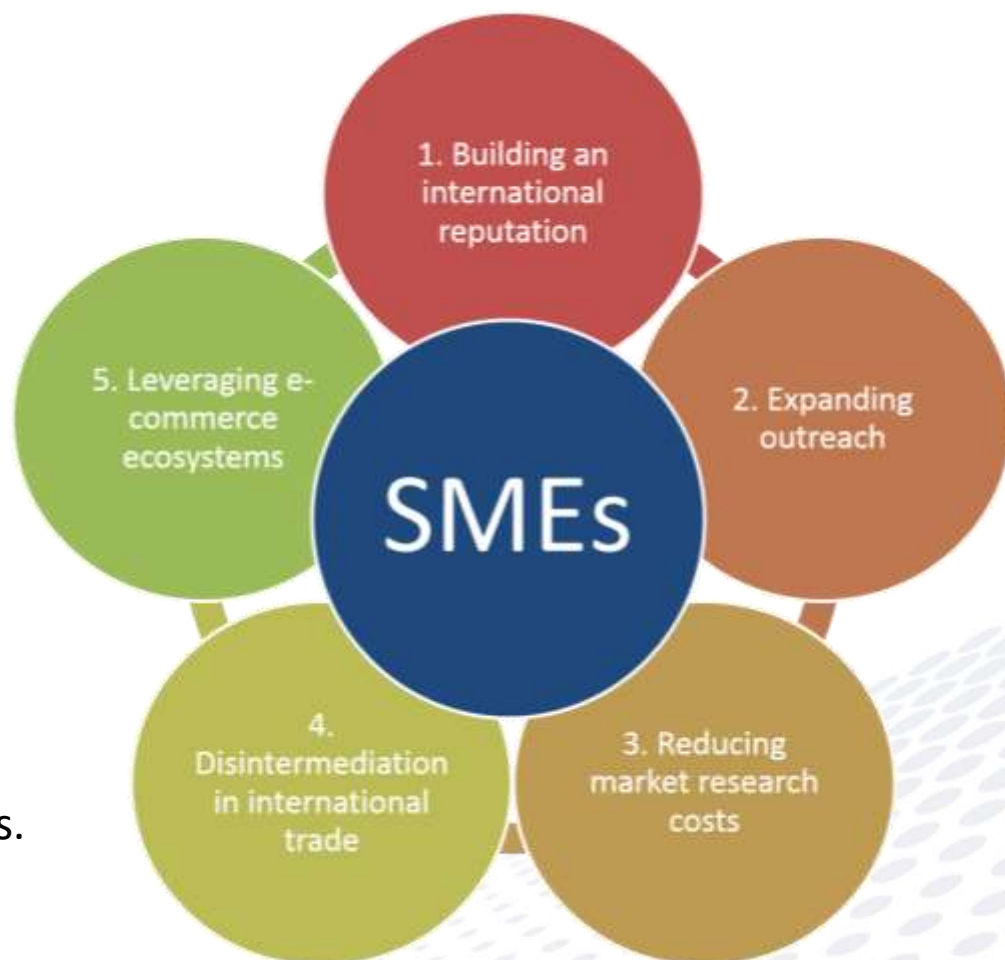 1. Building an
international
reputation
2. Expanding
outreach
3. Reducing
market research
costs
4.
Disintermediation
in international
trade
5. Leveraging e-
commerce
ecosystems
SMEs
s.